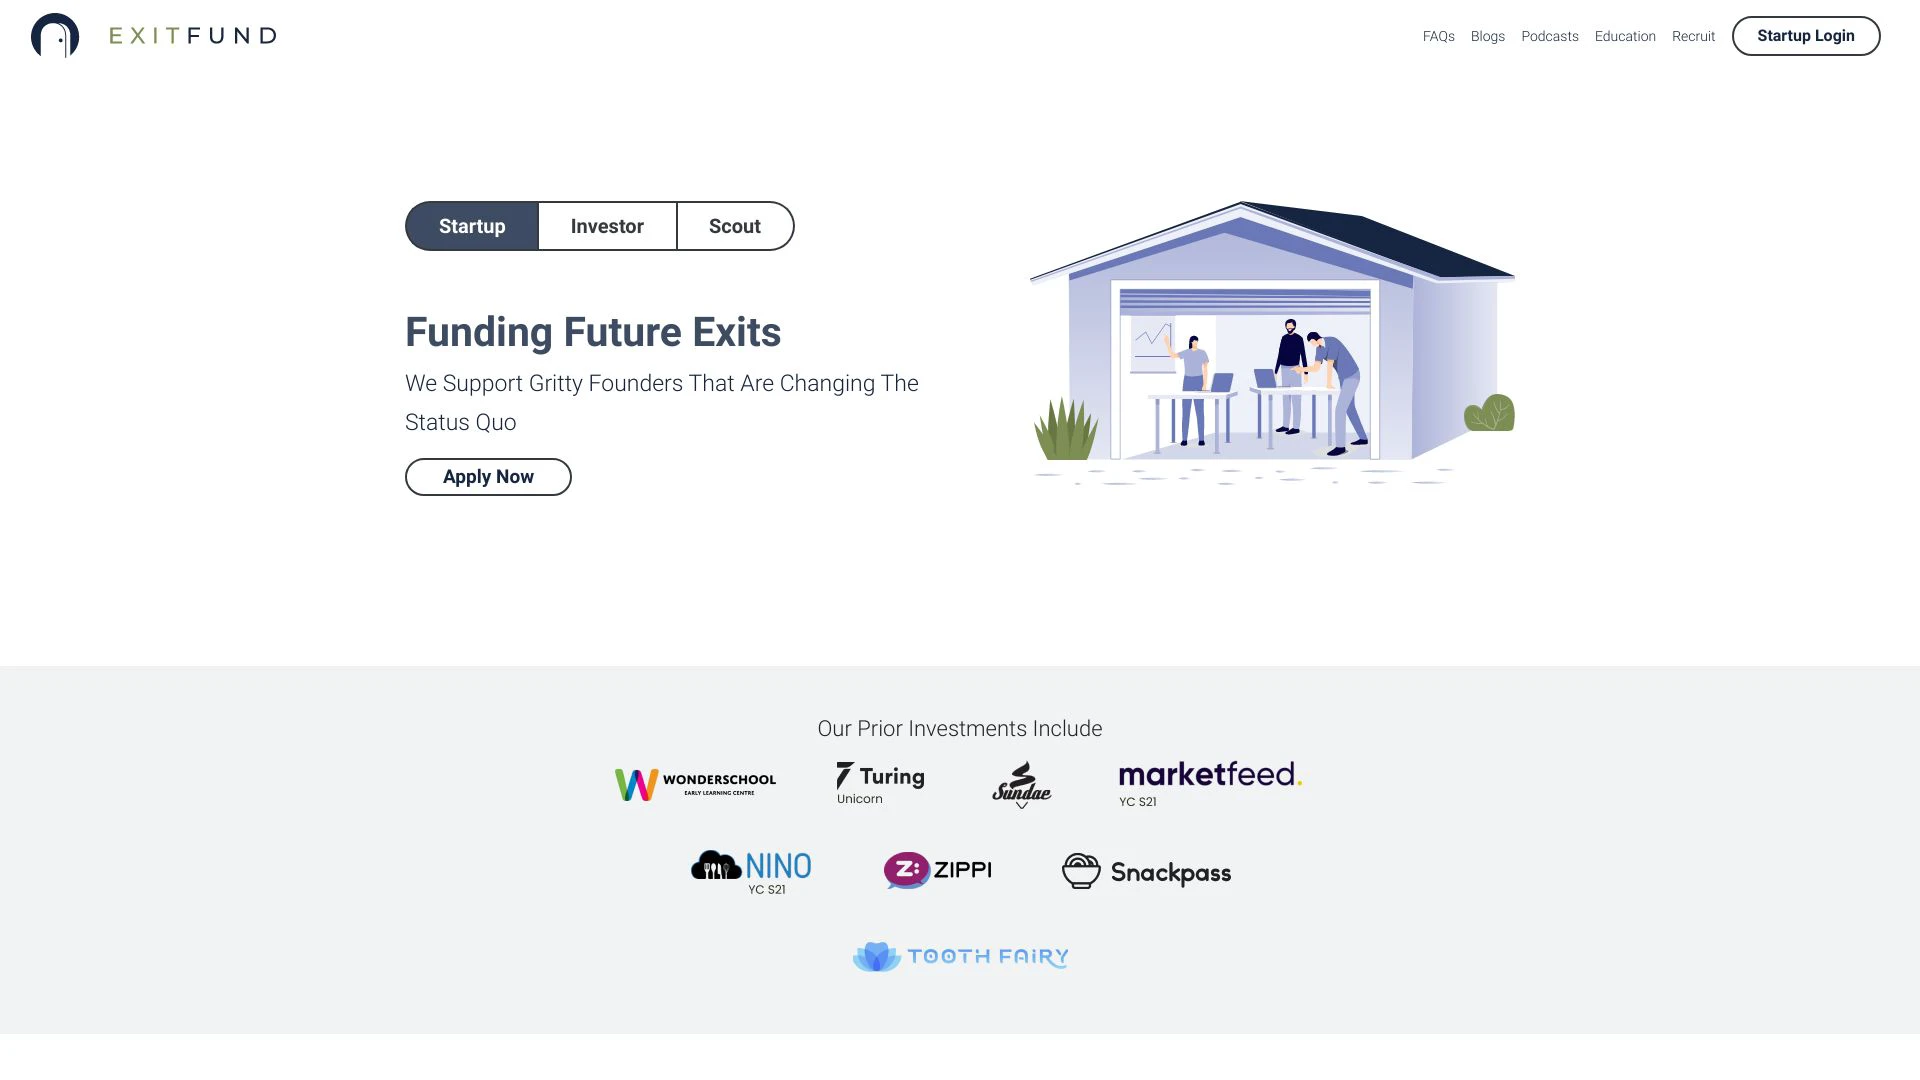 EXITFUND
FAQs
Blogs
Podcasts
Education
Recruit
Startup Login
Startup
Investor
Scout
Funding Future Exits
We Support Gritty Founders That Are Changing The
Status Quo
Apply Now
Our Prior Investments Include
WONDERSCHOOL
EARLY LEARNING CENTRE
Turing
Unicorn
Sundae
marketfeed.
YC S21
NINO
YC S21
Z:
ZIPPI
Snackpass
TOOTH FAiRY